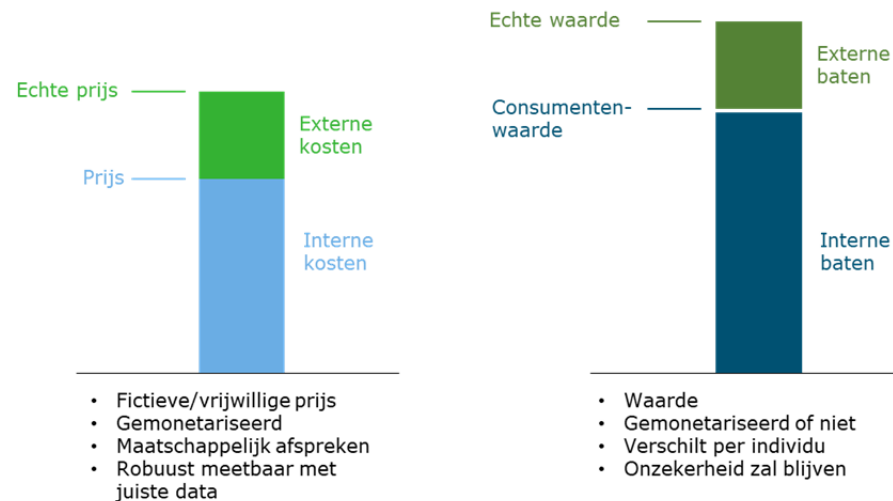 Echte prijs
Externe
kosten
Prijs
Interne
kosten
• Fictieve/vrijwillige prijs
• Gemonetariseerd
• Maatschappelijk afspreken
• Robuust meetbaar met
juiste data
Echte waarde
Externe
baten
Consumenten-
waarde
Interne
baten
• Waarde
• Gemonetariseerd of niet
• Verschilt per individu
• Onzekerheid zal blijven